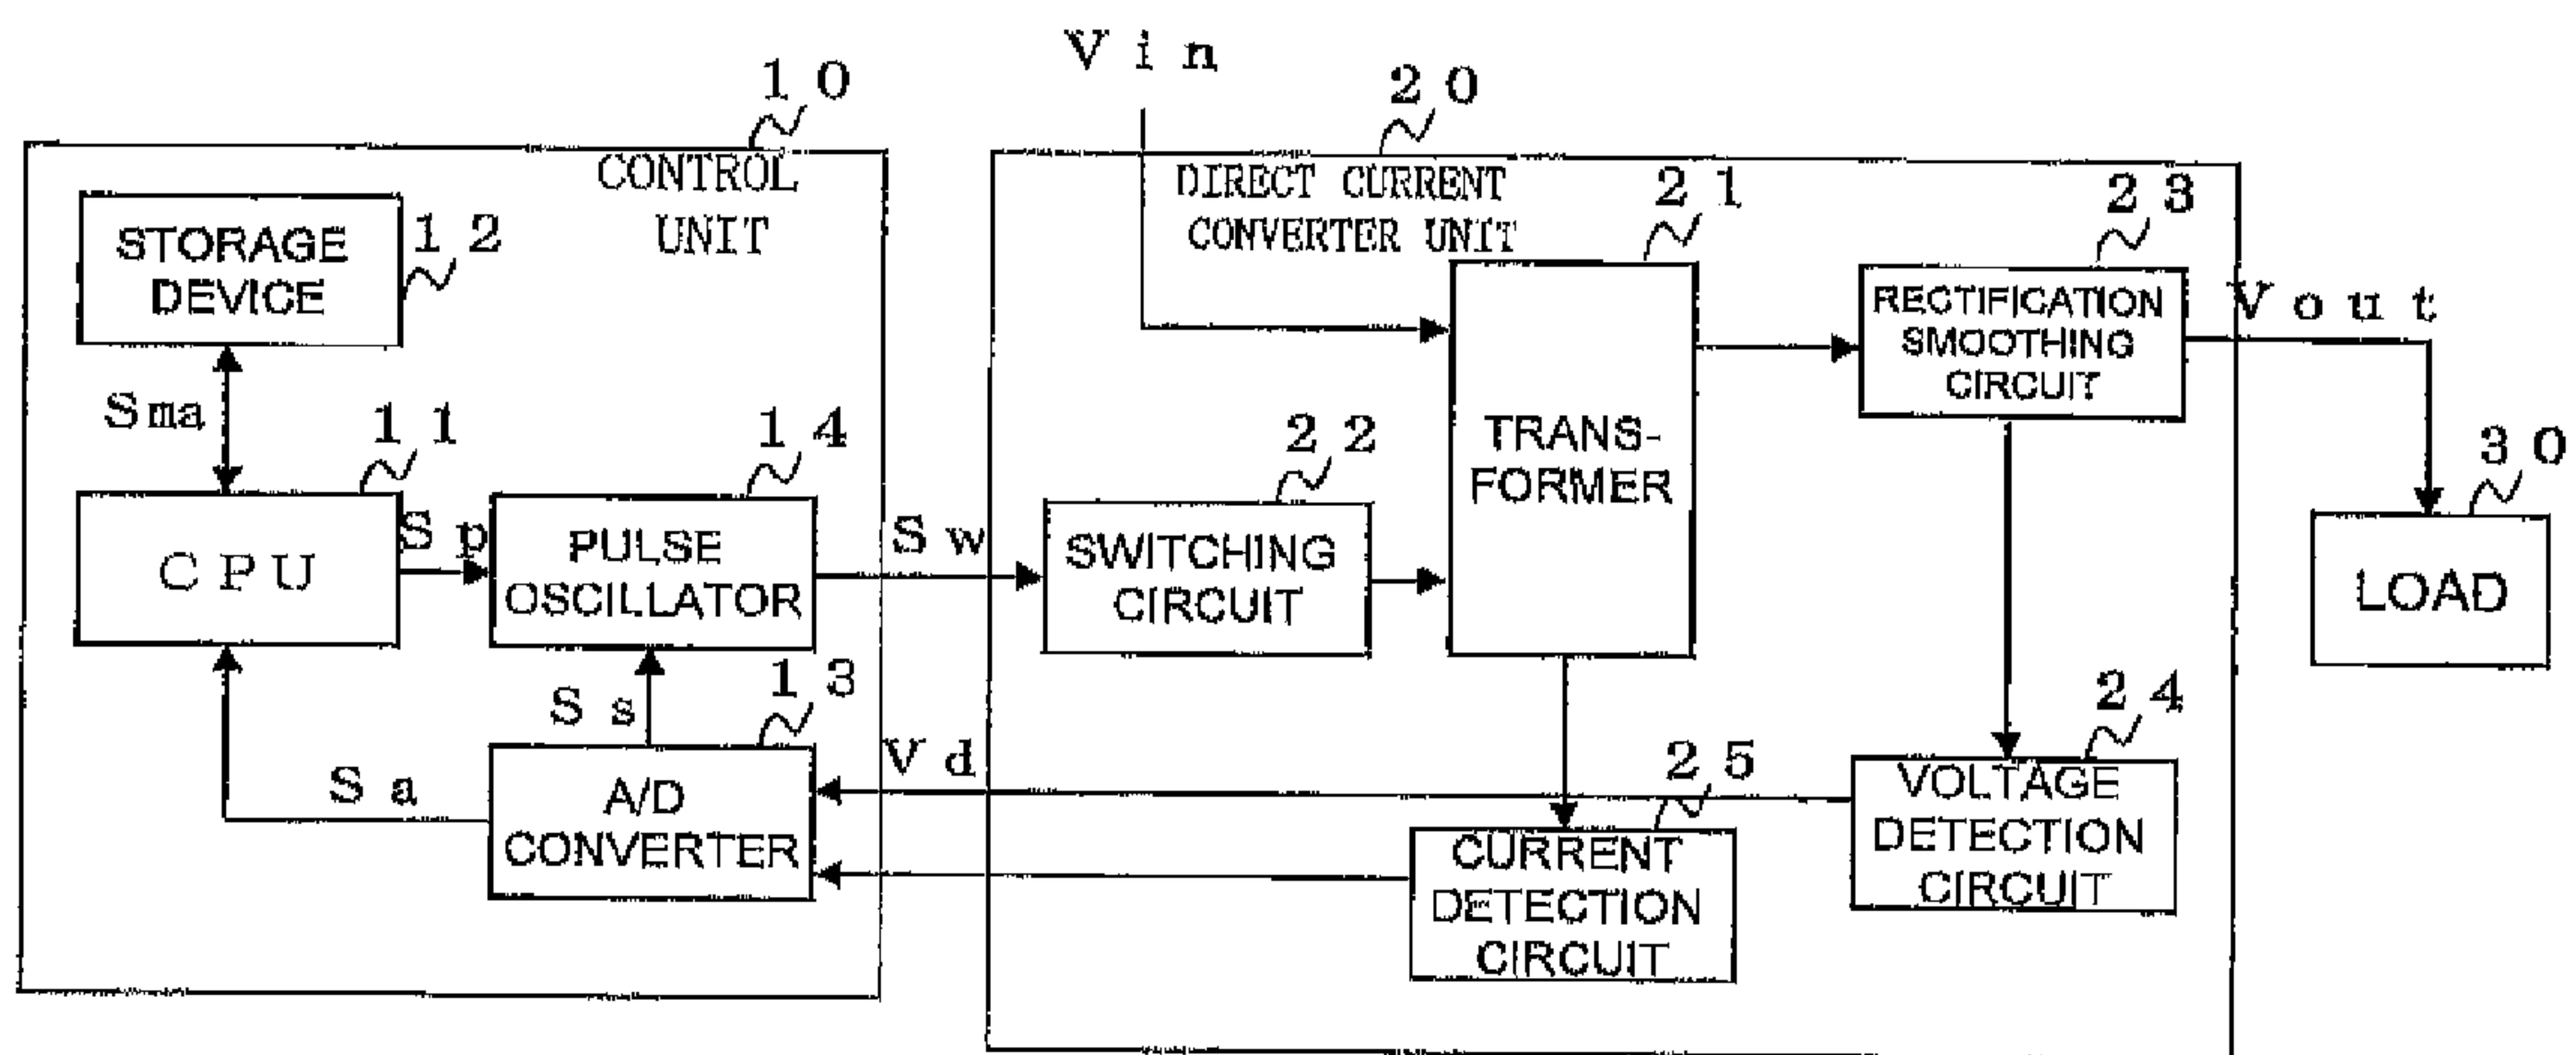 V i n
1 0
2 0
CONTROL
UNIT
DIRECT CURRENT
CONVERTER UNIT
STORAGE
DEVICE
1 2
2 1
2 3
RECTIFICATION
SMOOTHING
CIRCUIT
V o u t
Sma
1 1
1 4
2 2
TRANS-
FORMER
3 0
C P U
S p
PULSE
OSCILLATOR
S w
SWITCHING
CIRCUIT
LOAD
S s
1 3
S a
A/D
CONVERTER
V d
2 5
2 4
VOLTAGE
DETECTION
CIRCUIT
CURRENT
DETECTION
CIRCUIT